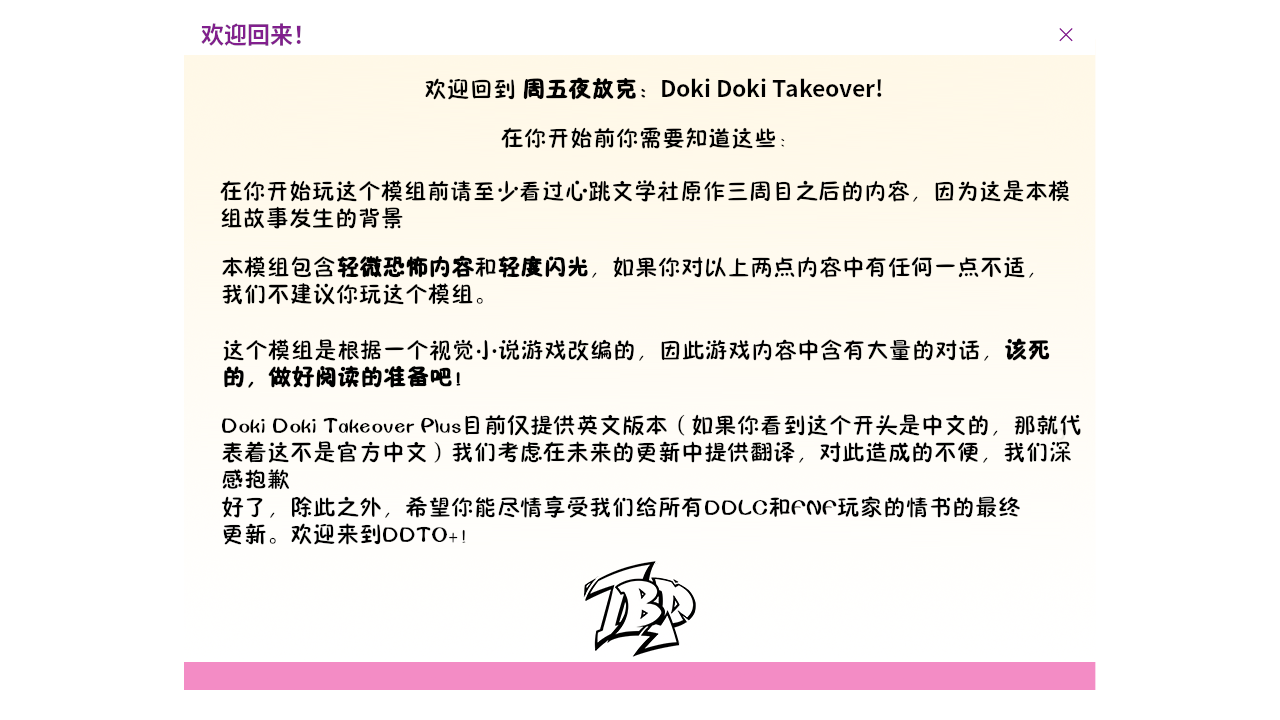 欢迎回来！
欢迎回到 周五夜放克：Doki Doki Takeover!
在你开始前你需要知道这些：
在你开始玩这个模组前请至少看过心跳文学社原作三周目之后的内容，因为这是本模
组故事发生的背景
本模组包含轻微恐怖内容和轻度闪光，如果你对以上两点内容中有任何一点不适，
我们不建议你玩这个模组。
这个模组是根据一个视觉小说游戏改编的，因此游戏内容中含有大量的对话，该死
的，做好阅读的准备吧！
Doki Doki Takeover Plus目前仅提供英文版本（如果你看到这个开头是中文的，那就代
表着这不是官方中文）我们考虑在未来的更新中提供翻译，对此造成的不便，我们深
感抱歉
好了，除此之外，希望你能尽情享受我们给所有DDLC和FNF玩家的情书的最终
更新。欢迎来到DDTO+!
TBP